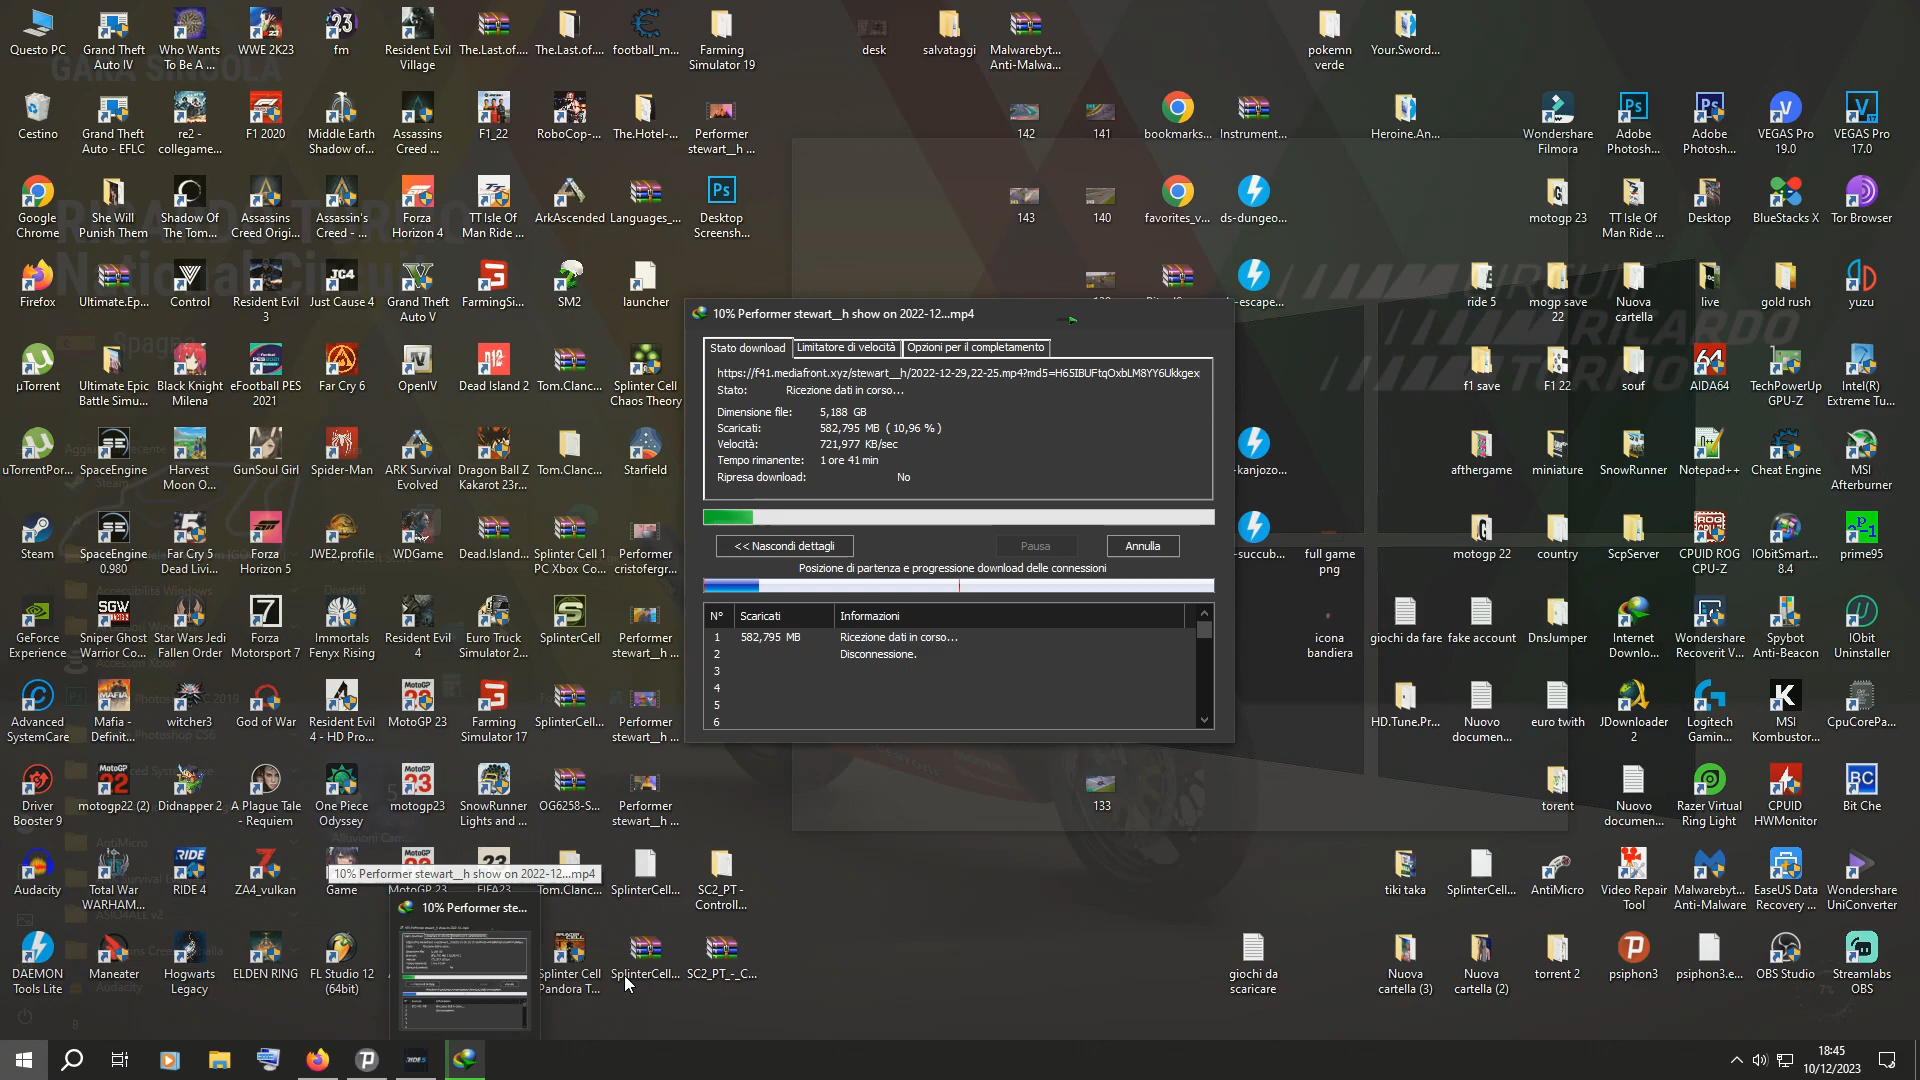 Questo PC
Grand Theft
Auto IV
Who Wants
To Be A ...
WWE 2K23
fm
Resident Evil
Village
The.Last.of....
The.Last.of....
football_m...
Farming
Simulator 19
desk
salvataggi
Malwarebyt...
Anti-Malwa...
pokemn
verde
Your.Sword...
GARA SINGOLA
Cestino
Grand Theft
Auto - EFLC
re2 -
collegame...
F1 2020
Middle Earth
Shadow of...
Assassins
Creed ...
F1_22
RoboCop-...
The.Hotel-...
Performer
stewart__h ...
142
141
bookmarks...
Instrument...
Heroine.An...
Wondershare
Filmora
Adobe
Photosh...
Adobe
Photosh...
VEGAS Pro
19.0
VEGAS Pro
17.0
Google
Chrome
She Will
Punish Them
Shadow Of
The Tom...
Assassins
Creed Origi...
Assassin's
Creed - ...
Forza
Horizon 4
TT Isle Of
Man Ride ...
ArkAscended
Languages_...
Desktop
Screensh...
143
140
favorites_v...
ds-dungeo...
motogp 23
TT Isle Of
Man Ride ...
Desktop
BlueStacks X
Tor Browser
Firefox
Ultimate.Ep...
Control
Resident Evil
3
Just Cause 4
Grand Theft
Auto V
FarmingSi...
SM2
launcher
-escape...
ride 5
mogp save
22
Nuova
cartella
live
gold rush
yuzu
µTorrent
Ultimate Epic
Battle Simu...
Black Knight
Milena
eFootball PES
2021
Far Cry 6
OpenIV
Dead Island 2
Tom.Clanc...
Splinter Cell
Chaos Theory
f1 save
F1 22
souf
AIDA64
TechPowerUp
GPU-Z
Intel(R)
Extreme Tu...
uTorrentPor...
SpaceEngine
Harvest
Moon O...
GunSoul Girl
Spider-Man
ARK Survival
Evolved
Dragon Ball Z
Kakarot 23r...
Tom.Clanc...
Starfield
-kanjozo...
afthergame
miniature
SnowRunner
Notepad++
Cheat Engine
MSI
Afterburner
Steam
SpaceEngine
0.980
Far Cry 5
Dead Livi...
Forza
Horizon 5
JWE2.profile
WDGame
Dead.Island...
Splinter Cell 1
PC Xbox Co...
Performer
cristofergr...
-succub...
full game
png
motogp 22
country
ScpServer
CPUID ROG
CPU-Z
IObitSmart...
8.4
prime95
GeForce
Experience
Sniper Ghost
Warrior Co...
Star Wars Jedi
Fallen Order
Forza
Motorsport 7
Immortals
Fenyx Rising
Resident Evil
4
Euro Truck
Simulator 2...
SplinterCell
Performer
stewart__h ...
icona
bandiera
giochi da fare
fake account
DnsJumper
Internet
Downlo...
Wondershare
Recoverit V...
Spybot
Anti-Beacon
IObit
Uninstaller
Advanced
SystemCare
Mafia -
Definit...
witcher3
God of War
Resident Evil
4 - HD Pro...
MotoGP 23
Farming
Simulator 17
SplinterCell...
Performer
stewart__h ...
HD.Tune.Pr...
Nuovo
documen...
euro twith
JDownloader
2
Logitech
Gamin...
MSI
Kombustor...
CpuCorePa...
Driver
Booster 9
motogp22 (2)
Didnapper 2
A Plague Tale
- Requiem
One Piece
Odyssey
motogp23
SnowRunner
Lights and ...
OG6258-S...
Performer
stewart__h ...
133
torent
Nuovo
documen...
Razer Virtual
Ring Light
CPUID
HWMonitor
Bit Che
Audacity
Total War
WARHAM...
RIDE 4
ZA4_vulkan
Game
MotoGP 23
FIFA23
Tom.Clanc...
SplinterCell...
SC2_PT -
Controll...
tiki taka
SplinterCell...
AntiMicro
Video Repair
Tool
Malwarebyt...
Anti-Malware
EaseUS Data
Recovery ...
Wondershare
UniConverter
DAEMON
Tools Lite
Maneater
Hogwarts
Legacy
ELDEN RING
FL Studio 12
(64bit)
Splinter Cell
Pandora T...
SplinterCell...
SC2_PT_-_C...
giochi da
scaricare
Nuova
cartella (3)
Nuova
cartella (2)
torrent 2
psiphon3
psiphon3.e...
OBS Studio
Streamlabs
OBS
10% Performer stewart__h show on 2022-12...mp4
Stato download
Limitatore di velocità
Opzioni per il completamento
https://f41.mediafront.xyz/stewart__h/2022-12-29,22-25.mp4?md5=H65IBUFtqOxbLM8YY6Ukkgex
Stato: Ricezione dati in corso...
Dimensione file: 5,188 GB
Scaricati: 582,795 MB ( 10,96 % )
Velocità: 721,977 KB/sec
Tempo rimanente: 1 ore 41 min
Ripresa download: No
<< Nascondi dettagli
Pausa
Annulla
Posizione di partenza e progressione download delle connessioni
N° Scaricati Informazioni
1 582,795 MB Ricezione dati in corso...
2 Disconnessione.
3
4
5
6
10% Performer stewart__h show on 2022-12...mp4
10% Performer ste...
18:45
10/12/2023